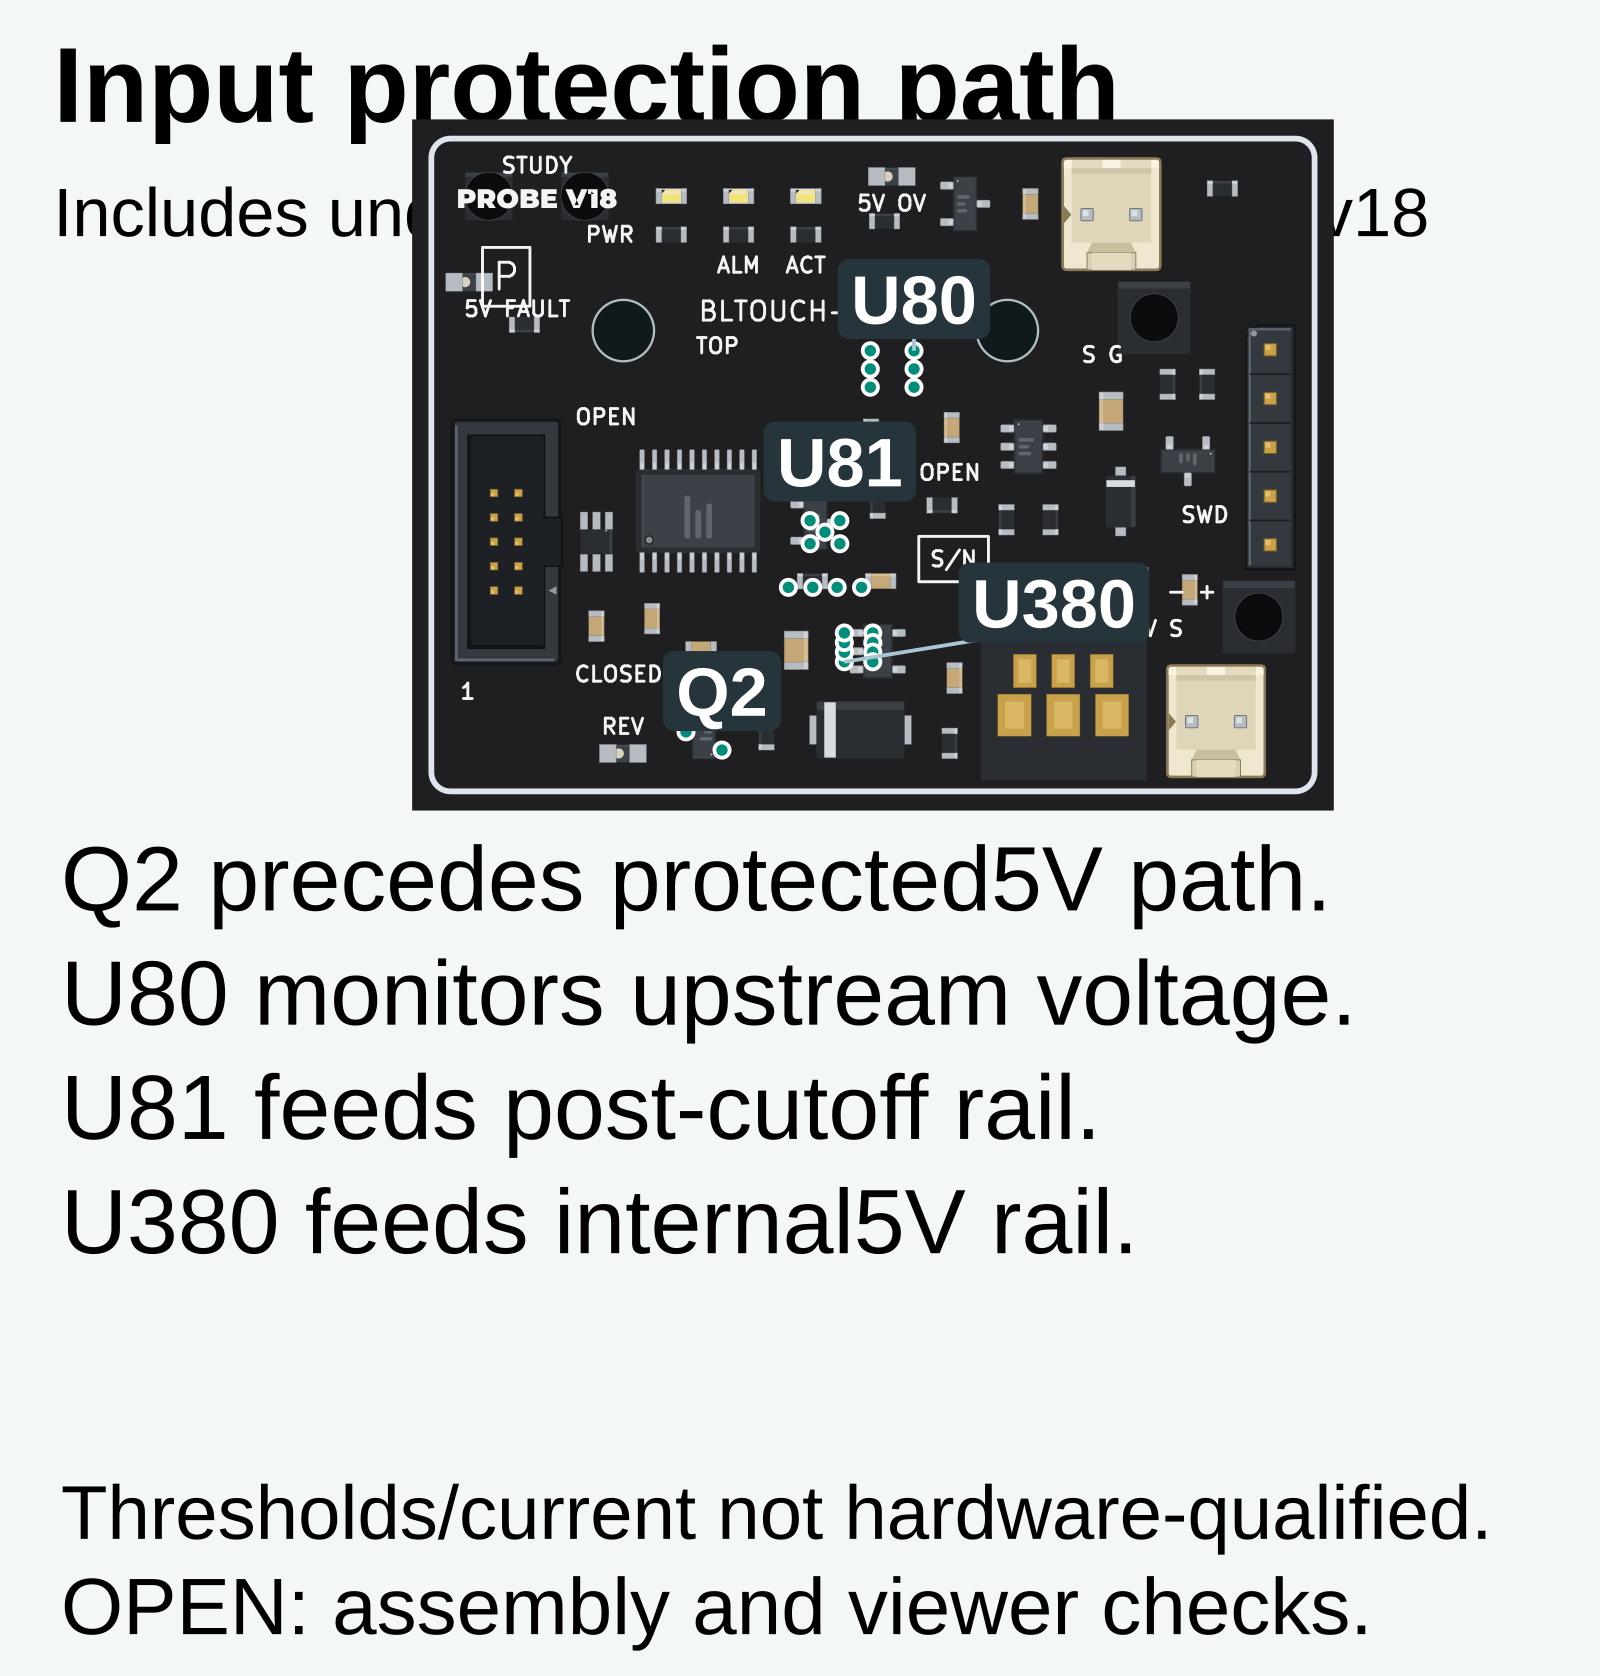 Input protection path
Includes v18
STUDY
PROBE V18
PWR
ALM ACT
5V OV
P
5V FAULT
BLTOUCH-
U80
TOP
S G
OPEN
U81
OPEN
SWD
S/N
U380
- +
V S
CLOSED
Q2
1
REV
Q2 precedes protected5V path.
U80 monitors upstream voltage.
U81 feeds post-cutoff rail.
U380 feeds internal5V rail.
Thresholds/current not hardware-qualified.
OPEN: assembly and viewer checks.